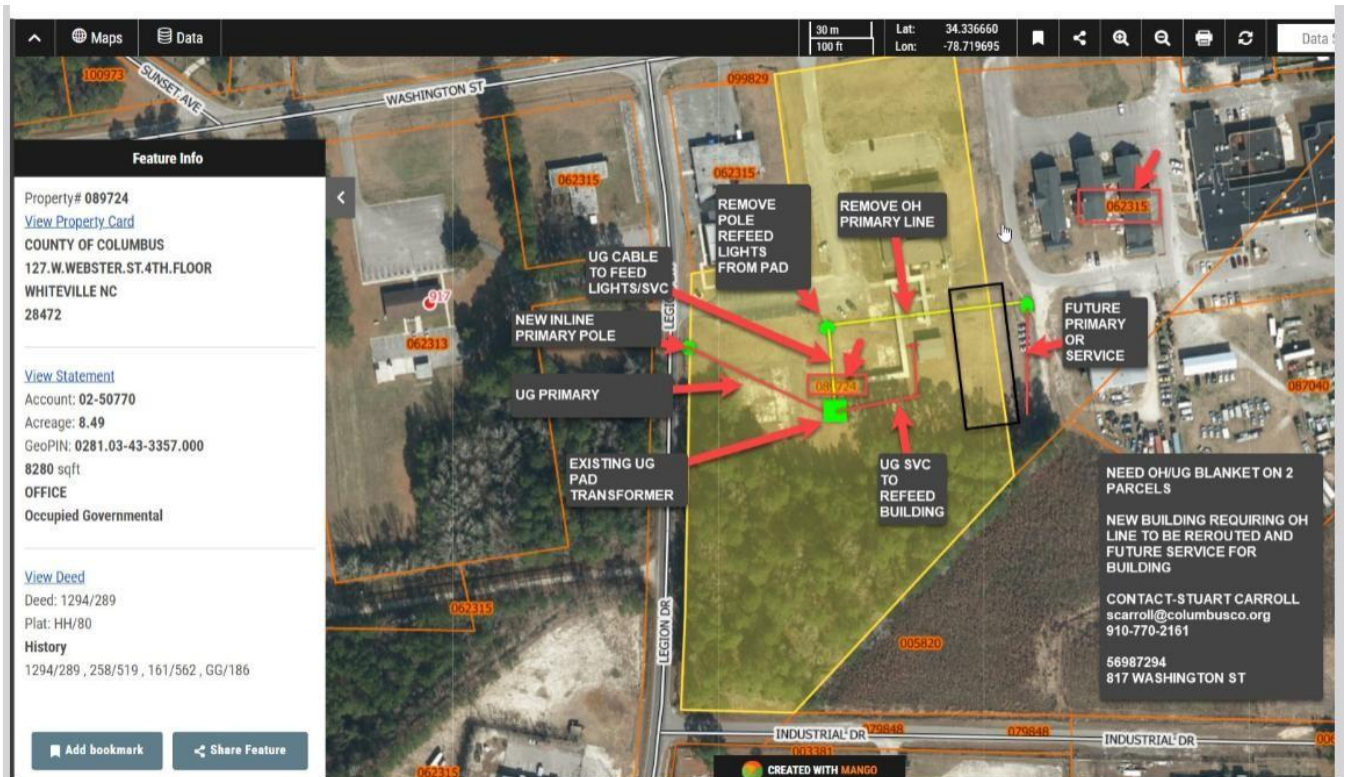 Maps
Data
30 m
100 ft
Lat: 34.336660
Lon: -78.719695
Data
Feature Info
Property# 089724
View Property Card
COUNTY OF COLUMBUS
127.W.WEBSTER.ST.4TH.FLOOR
WHITEVILLE NC
28472
View Statement
Account: 02-50770
Acreage: 8.49
GeoPIN: 0281.03-43-3357.000
8280 sqft
OFFICE
Occupied Governmental
View Deed
Deed: 1294/289
Plat: HH/80
History
1294/289 , 258/519 , 161/562 , GG/186
Add bookmark
Share Feature
100973
SUNSET AVE
WASHINGTON ST
099829
062315
062315
062315
917
062313
REMOVE
POLE
REFEED
LIGHTS
FROM PAD
REMOVE OH
PRIMARY LINE
UG CABLE
TO FEED
LIGHTS/SVC
NEW INLINE
PRIMARY POLE
FUTURE
PRIMARY
OR
SERVICE
UG PRIMARY
089724
087040
EXISTING UG
PAD
TRANSFORMER
UG SVC
TO
REFEED
BUILDING
NEED OH/UG BLANKET ON 2
PARCELS
NEW BUILDING REQUIRING OH
LINE TO BE REROUTED AND
FUTURE SERVICE FOR
BUILDING
CONTACT-STUART CARROLL
scarroll@columbusco.org
910-770-2161
56987294
817 WASHINGTON ST
062315
LEGION DR
005820
INDUSTRIAL DR
079848
079848
INDUSTRIAL DR
003381
062315
CREATED WITH MANGO